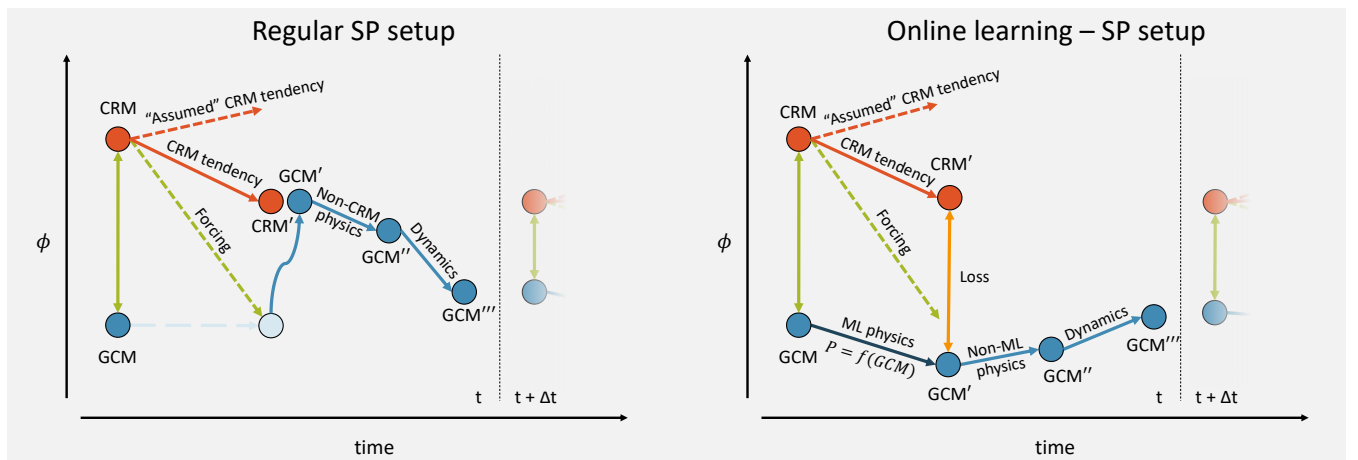 Regular SP setup
CRM
"Assumed" CRM tendency
CRM tendency
Forcing
CRM′
GCM′
Non-CRM
physics
GCM′′
Dynamics
GCM′′′
GCM
ϕ
t
t + Δt
time
Online learning – SP setup
CRM
"Assumed" CRM tendency
CRM tendency
CRM′
Forcing
Loss
ϕ
GCM
ML physics
P = f(GCM)
GCM′
Non-ML
physics
GCM′′
Dynamics
GCM′′′
t
t + Δt
time